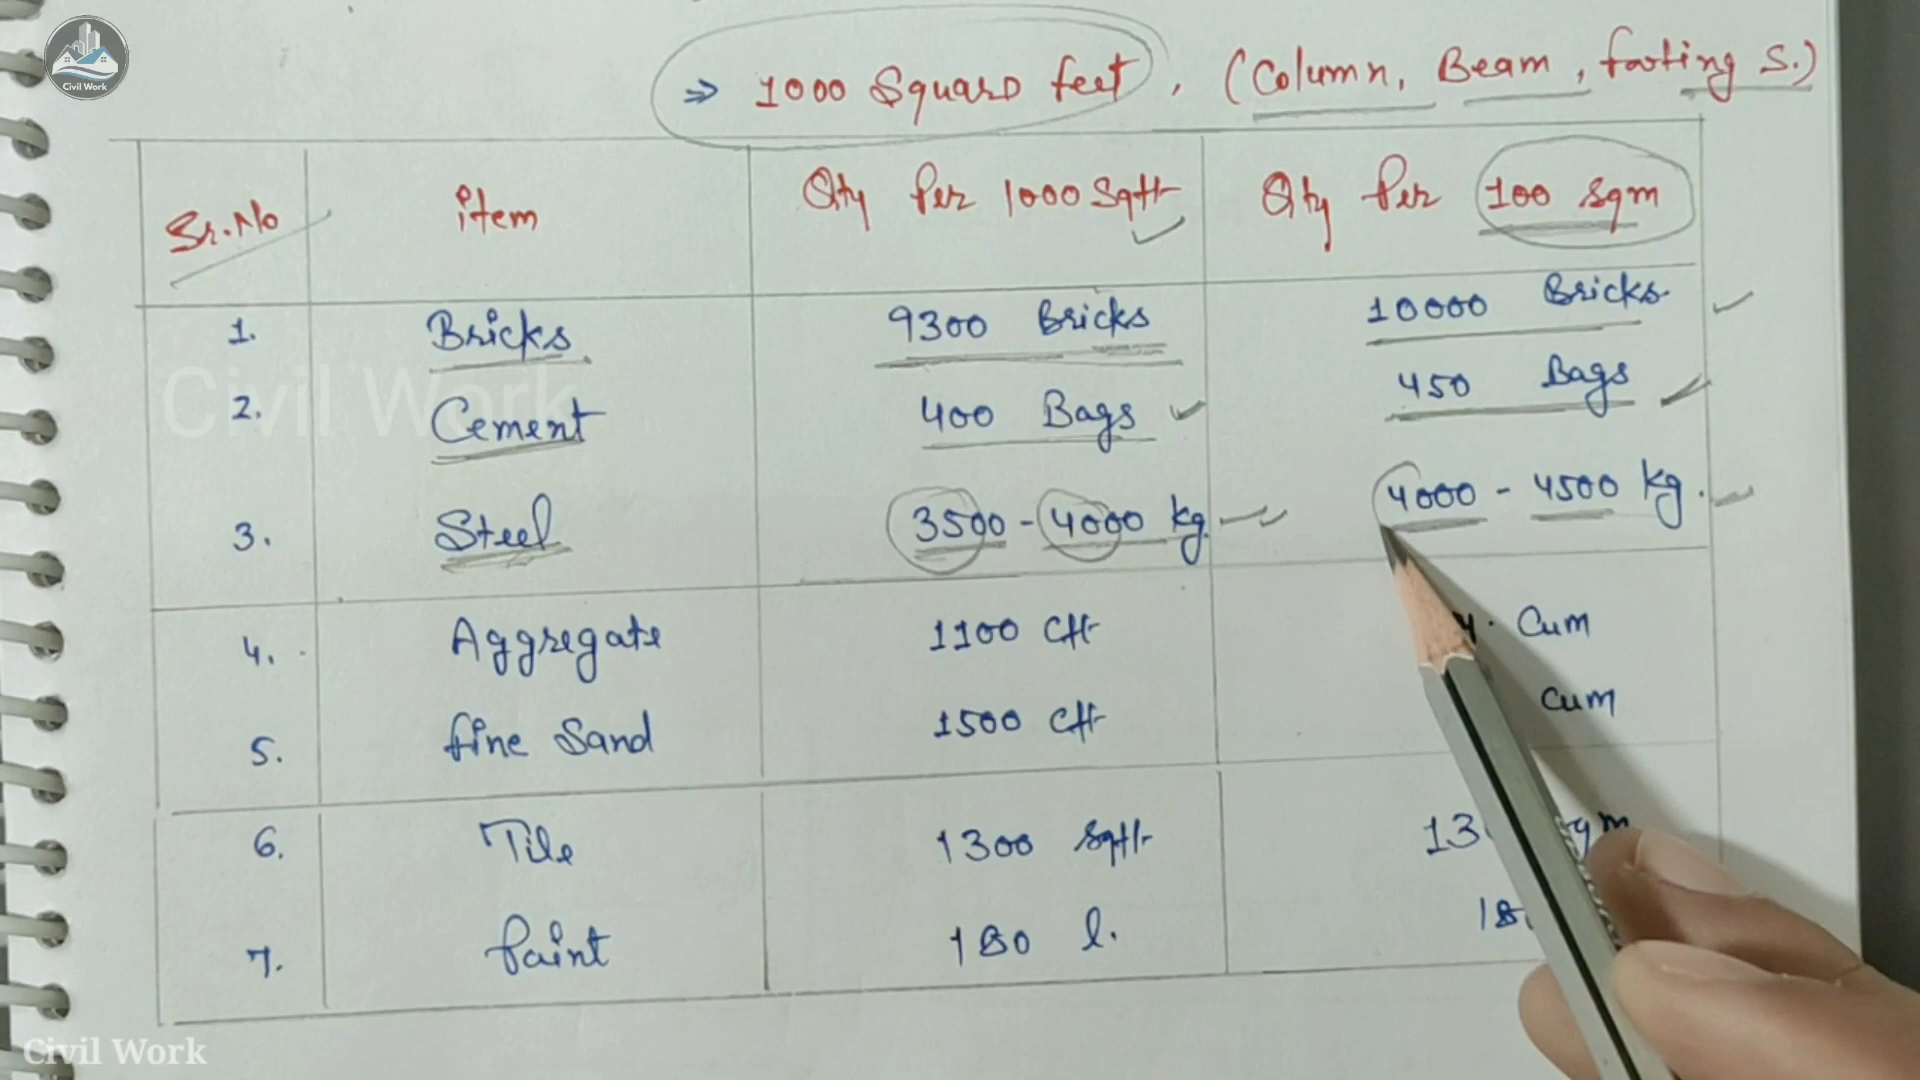 Civil Work
⇒ 1000 Square feet, (Column, Beam, footing S.)
Sr.No item Qty Per 1000 Sqft Qty Per 100 Sqm
1. Bricks 9300 Bricks 10000 Bricks
2. Cement 400 Bags 450 Bags
Civil Work
3. Steel 3500 - 4000 kg. 4000 - 4500 kg.
4. Aggregate 1100 cft Cum
5. fine Sand 1500 cft Cum
6. Tile 1300 sqft
7. Paint 180 l.
Civil Work